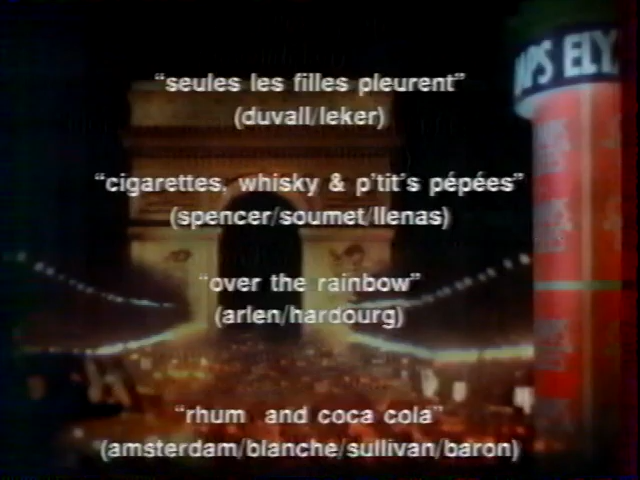 "seules les filles pleurent"
(duvall/leker)
"cigarettes, whisky & p'tit's pépées"
(spencer/soumet/llenas)
"over the rainbow"
(arlen/hardourg)
"rhum and coca cola"
(amsterdam/blanche/sullivan/baron)
APS ELY